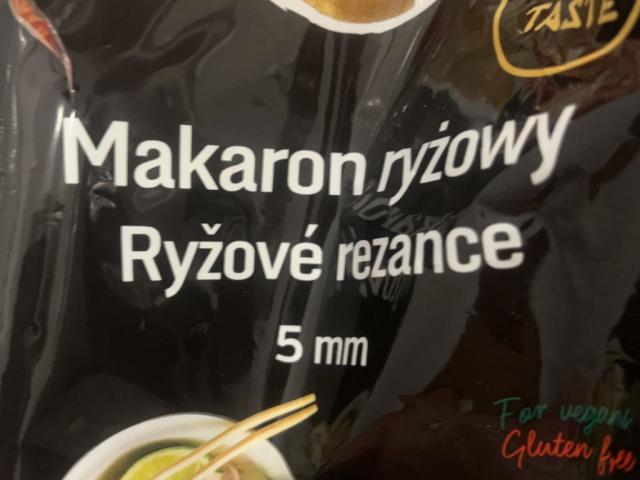 TASTE
Makaron ryżowy
Ryžové rezance
5 mm
For vegans
Gluten free